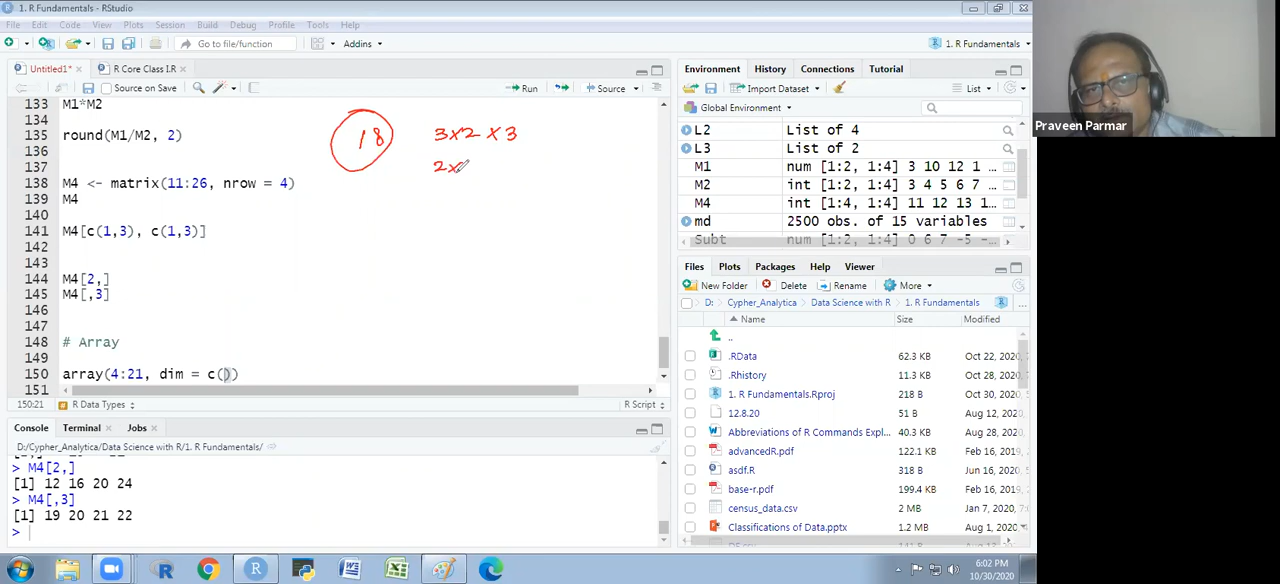 1. R Fundamentals - RStudio
File Edit Code View Plots Session Build Debug Profile Tools Help
Go to file/function Addins 1. R Fundamentals
Untitled1* R Core Class I.R
Source on Save Run Source
133 M1*M2
134
135 round(M1/M2, 2)
136
137
138 M4 <- matrix(11:26, nrow = 4)
139 M4
140
141 M4[c(1,3), c(1,3)]
142
143
144 M4[2,]
145 M4[,3]
146
147
148 # Array
149
150 array(4:21, dim = c())
151
18
3x2 x3
2x
150:21 R Data Types R Script
Console Terminal Jobs
D:/Cypher_Analytica/Data Science with R/1. R Fundamentals/
> M4[2,]
[1] 12 16 20 24
> M4[,3]
[1] 19 20 21 22
>
Environment History Connections Tutorial
Import Dataset List
Global Environment
L2 List of 4
L3 List of 2
M1 num [1:2, 1:4] 3 10 12 1 ...
M2 int [1:2, 1:4] 3 4 5 6 7 ...
M4 int [1:4, 1:4] 11 12 13 1...
md 2500 obs. of 15 variables
Subt num [1:2, 1:4] 0 6 7 -5 -...
Files Plots Packages Help Viewer
New Folder Delete Rename More
D: Cypher_Analytica Data Science with R 1. R Fundamentals
Name Size Modified
..
.RData 62.3 KB Oct 22, 2020,
.Rhistory 11.3 KB Oct 30, 2020,
1. R Fundamentals.Rproj 218 B Oct 30, 2020,
12.8.20 51 B Aug 12, 2020,
Abbreviations of R Commands Expl... 40.3 KB Aug 28, 2020,
advancedR.pdf 122.1 KB Feb 16, 2019,
asdf.R 318 B Jun 16, 2020,
base-r.pdf 199.4 KB Feb 16, 2019,
census_data.csv 2 MB Jan 7, 2020,
Classifications of Data.pptx 1.2 MB Aug 1, 2020,
Praveen Parmar
6:02 PM
10/30/2020